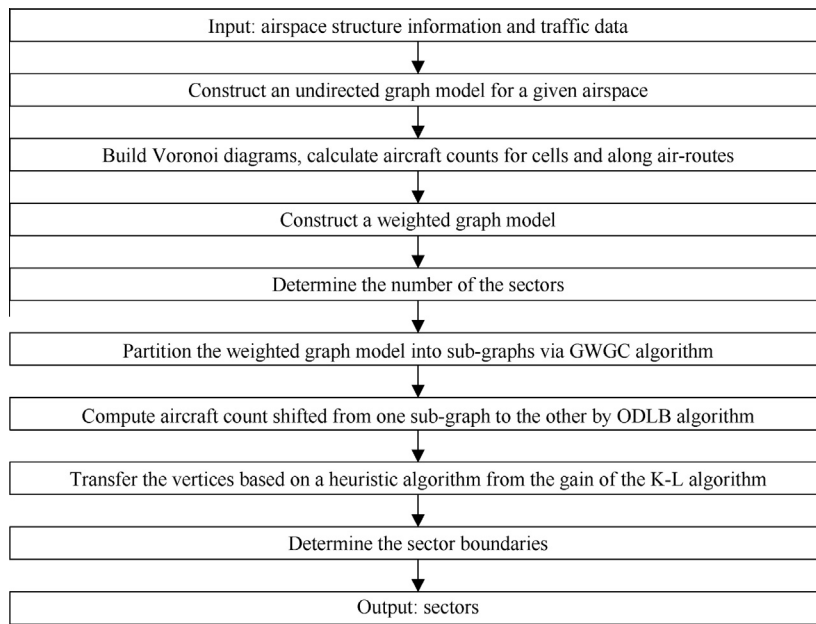 Input: airspace structure information and traffic data
Construct an undirected graph model for a given airspace
Build Voronoi diagrams, calculate aircraft counts for cells and along air-routes
Construct a weighted graph model
Determine the number of the sectors
Partition the weighted graph model into sub-graphs via GWGC algorithm
Compute aircraft count shifted from one sub-graph to the other by ODLB algorithm
Transfer the vertices based on a heuristic algorithm from the gain of the K-L algorithm
Determine the sector boundaries
Output: sectors